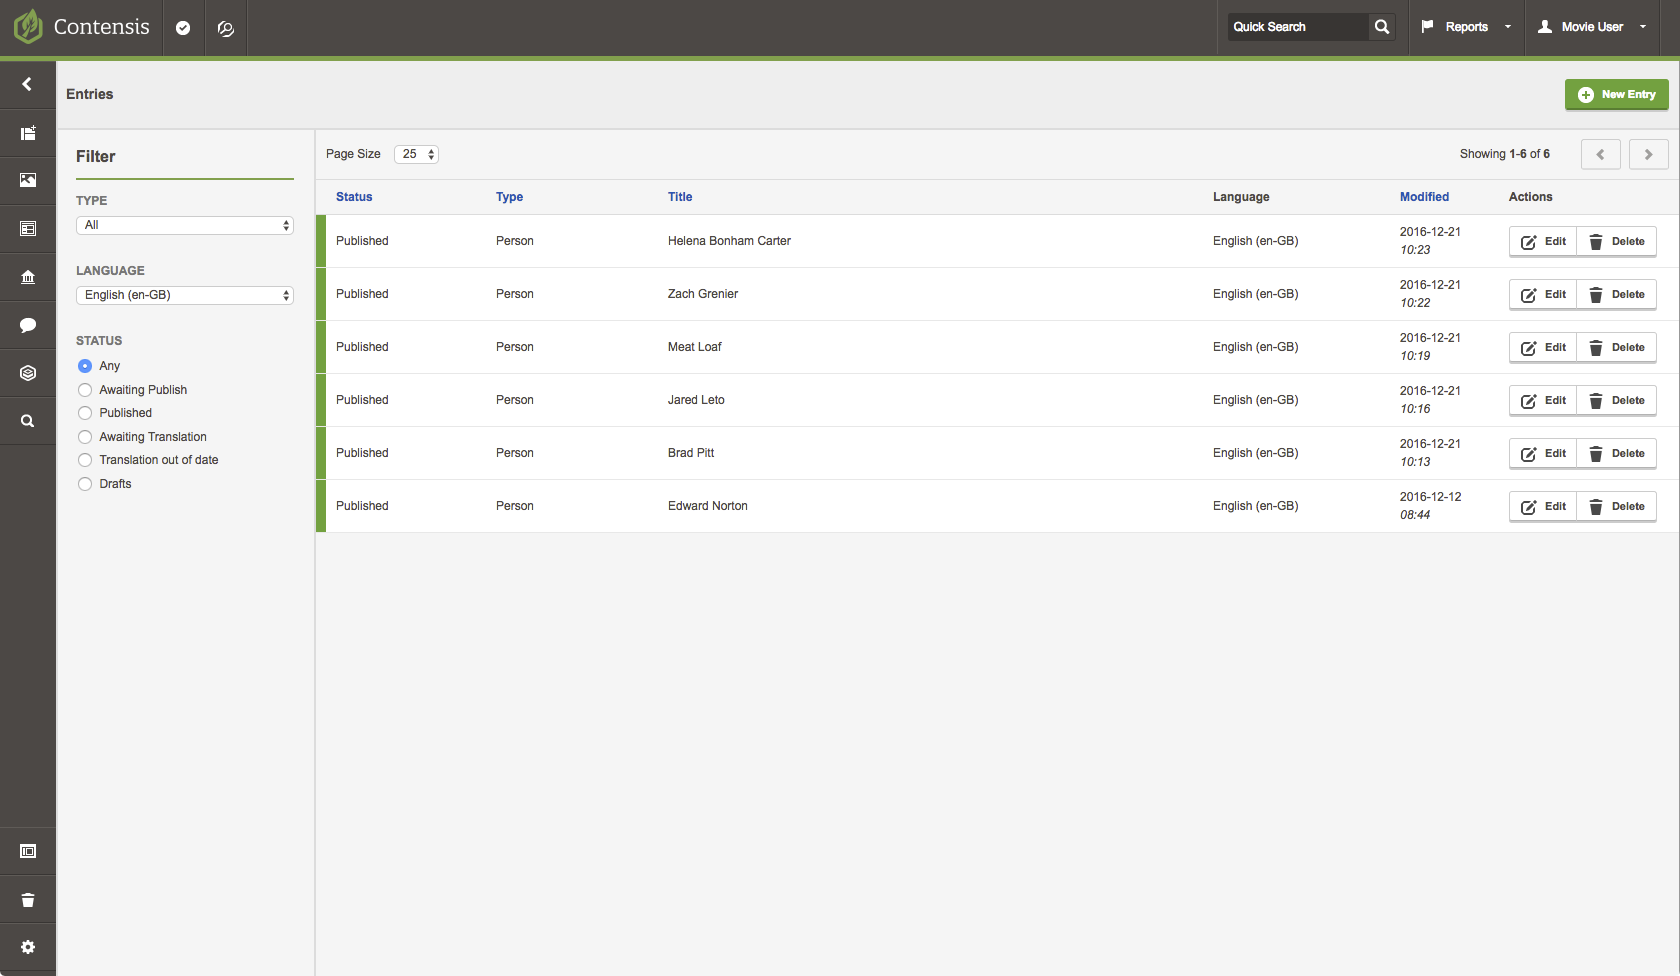 Contensis
Quick Search
Reports
Movie User
Entries
New Entry
Filter
TYPE
All
LANGUAGE
English (en-GB)
STATUS
Any
Awaiting Publish
Published
Awaiting Translation
Translation out of date
Drafts
Page Size 25
Showing 1-6 of 6
Status Type Title Language Modified Actions
Published Person Helena Bonham Carter English (en-GB) 2016-12-21 10:23 Edit Delete
Published Person Zach Grenier English (en-GB) 2016-12-21 10:22 Edit Delete
Published Person Meat Loaf English (en-GB) 2016-12-21 10:19 Edit Delete
Published Person Jared Leto English (en-GB) 2016-12-21 10:16 Edit Delete
Published Person Brad Pitt English (en-GB) 2016-12-21 10:13 Edit Delete
Published Person Edward Norton English (en-GB) 2016-12-12 08:44 Edit Delete